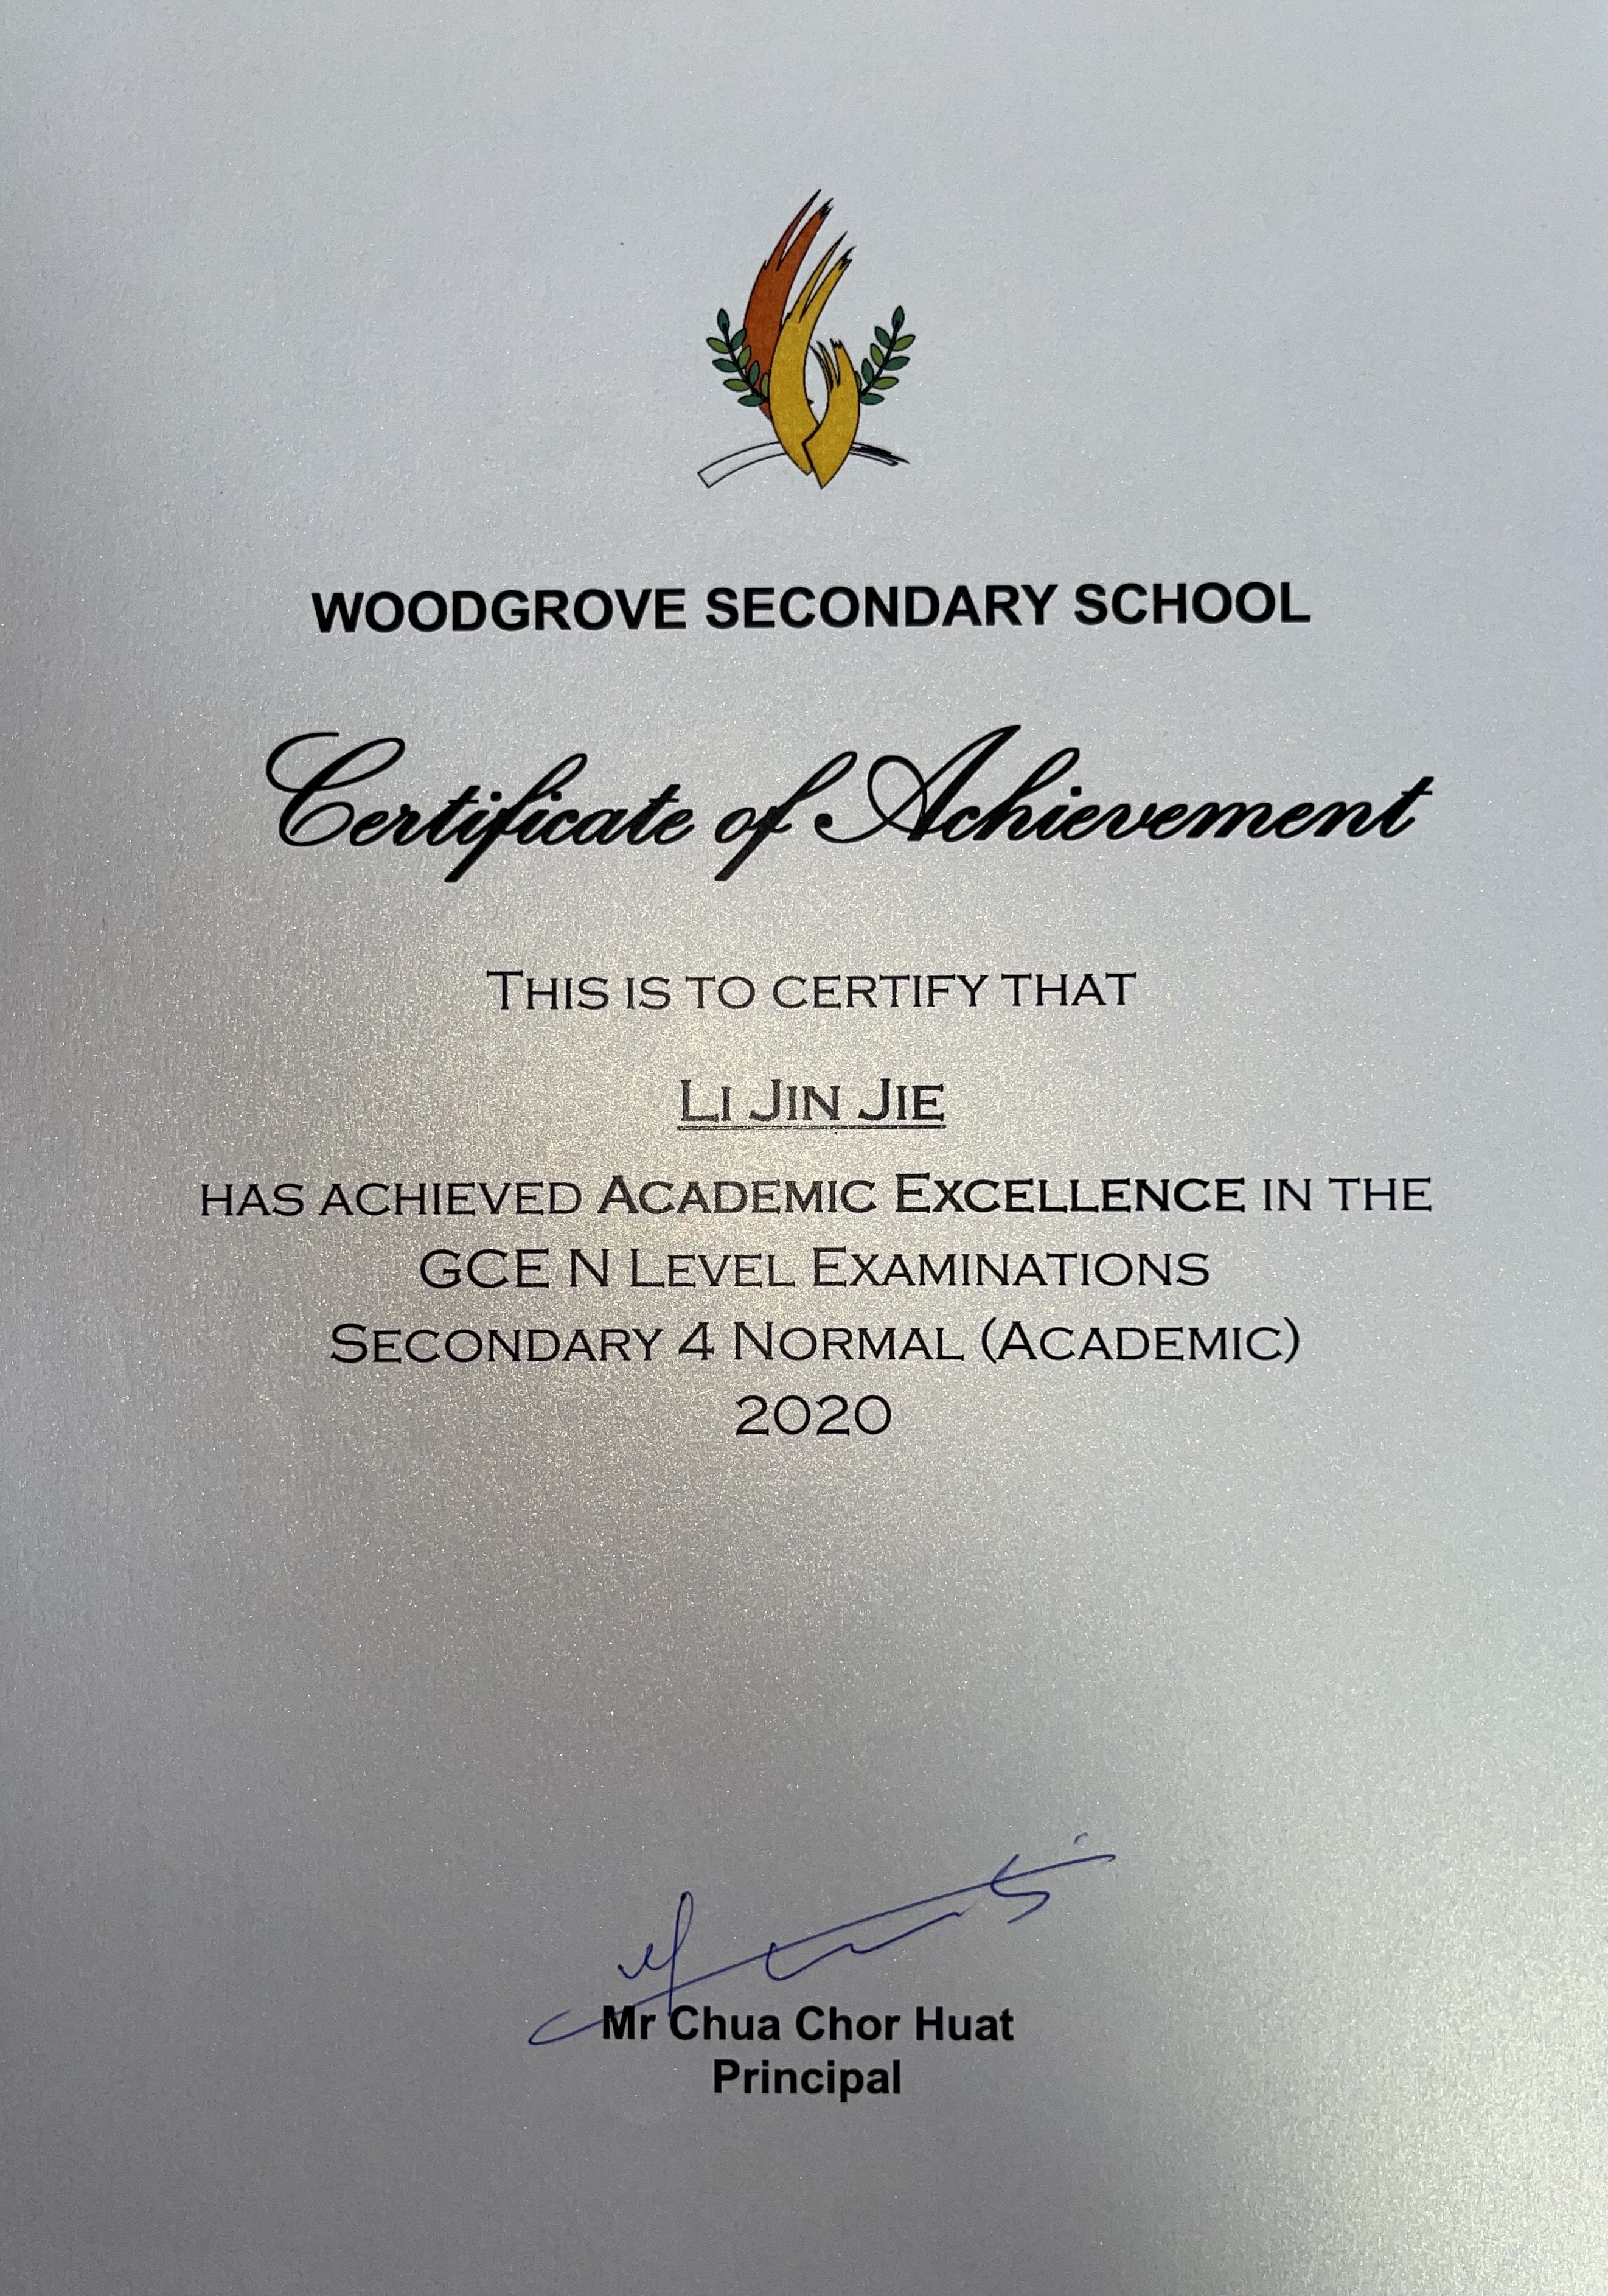 WOODGROVE SECONDARY SCHOOL
Certificate of Achievement
THIS IS TO CERTIFY THAT
LI JIN JIE
HAS ACHIEVED ACADEMIC EXCELLENCE IN THE
GCE N LEVEL EXAMINATIONS
SECONDARY 4 NORMAL (ACADEMIC)
2020
Mr Chua Chor Huat
Principal